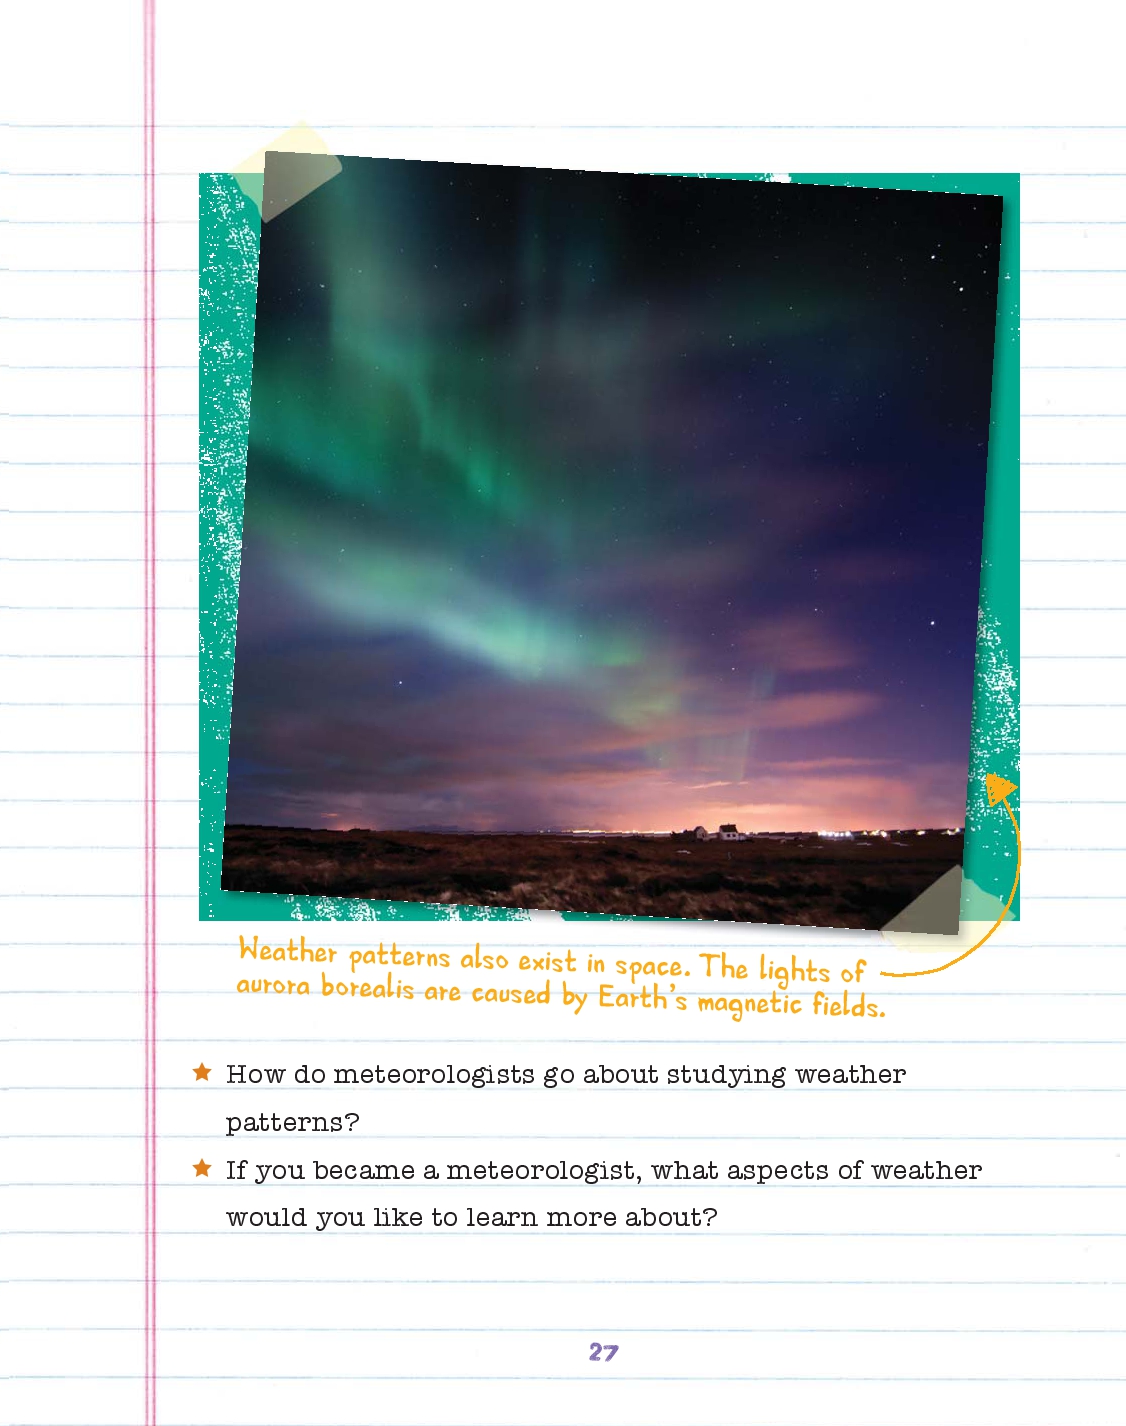 Weather patterns also exist in space. The lights of
aurora borealis are caused by Earth's magnetic fields.
★ How do meteorologists go about studying weather
patterns?
★ If you became a meteorologist, what aspects of weather
would you like to learn more about?
27